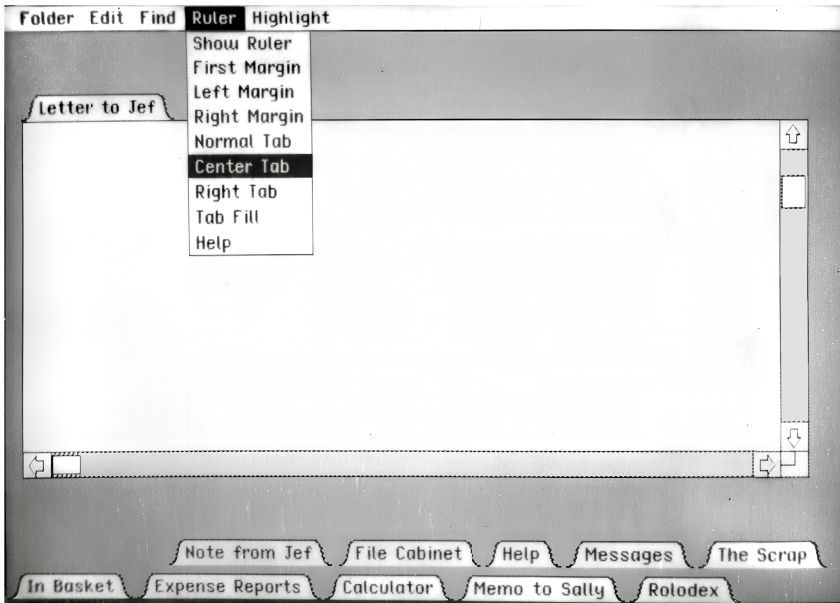 Folder Edit Find Ruler Highlight
Show Ruler
First Margin
Left Margin
Right Margin
Normal Tab
Center Tab
Right Tab
Tab Fill
Help
Letter to Jef
Note from Jef File Cabinet Help Messages The Scrap
In Basket Expense Reports Calculator Memo to Sally Rolodex